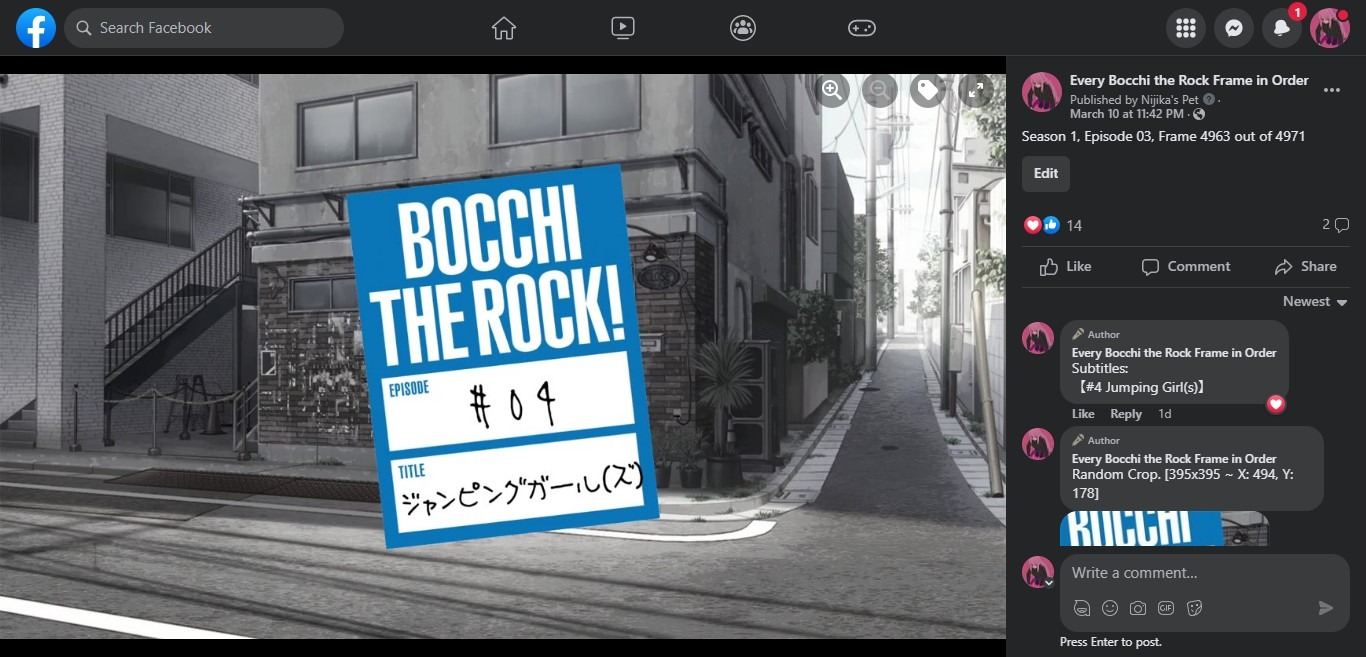 Search Facebook
1
BOCCHI
THE ROCK!
EPISODE
#04
TITLE
ジャンピングガール(ズ)
Every Bocchi the Rock Frame in Order
Published by Nijika's Pet ·
March 10 at 11:42 PM ·
Season 1, Episode 03, Frame 4963 out of 4971
Edit
14
2
Like
Comment
Share
Newest
Author
Every Bocchi the Rock Frame in Order
Subtitles:
【#4 Jumping Girl(s)】
Like Reply 1d
Author
Every Bocchi the Rock Frame in Order
Random Crop. [395x395 ~ X: 494, Y:
178]
BOCCHI
Write a comment...
GIF
Press Enter to post.